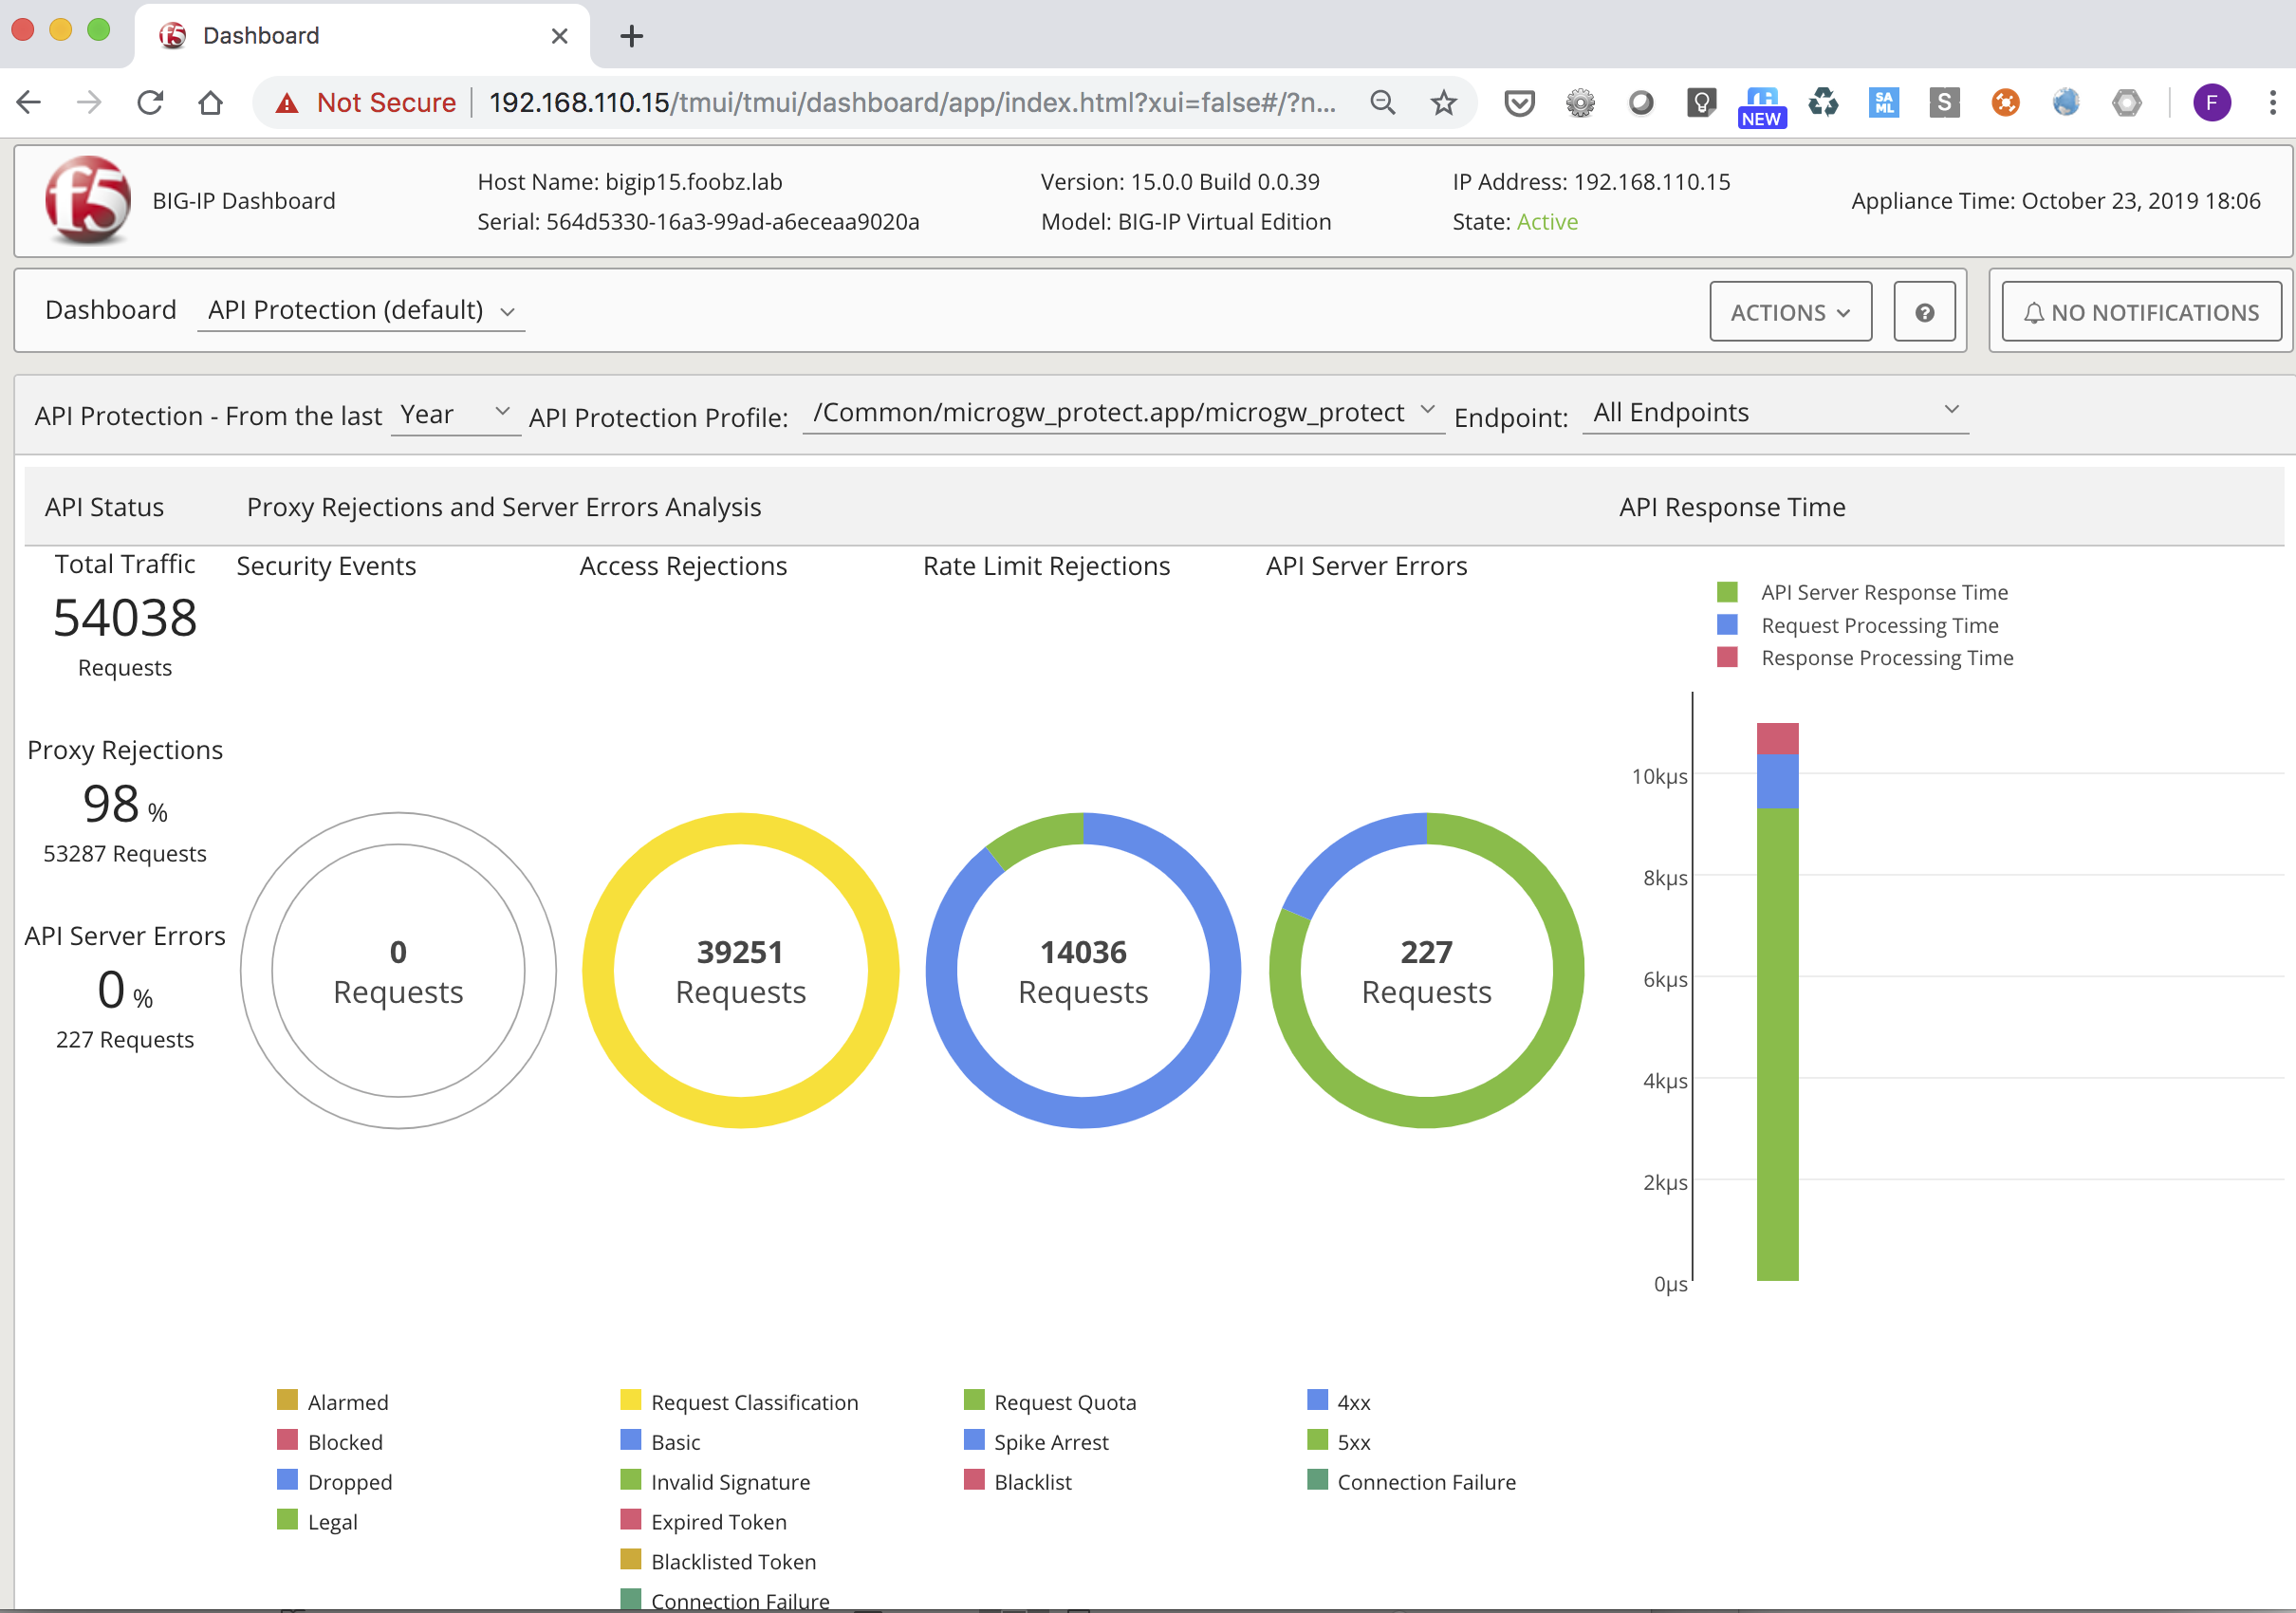 Dashboard
Not Secure
192.168.110.15/tmui/tmui/dashboard/app/index.html?xui=false#/?n...
SAML
S
NEW
F
f5
BIG-IP Dashboard
Host Name: bigip15.foobz.lab
Serial: 564d5330-16a3-99ad-a6eceaa9020a
Version: 15.0.0 Build 0.0.39
Model: BIG-IP Virtual Edition
IP Address: 192.168.110.15
State: Active
Appliance Time: October 23, 2019 18:06
Dashboard API Protection (default)
ACTIONS
?
NO NOTIFICATIONS
API Protection - From the last Year API Protection Profile: /Common/microgw_protect.app/microgw_protect Endpoint: All Endpoints
API Status
Proxy Rejections and Server Errors Analysis
API Response Time
Total Traffic
54038
Requests
Proxy Rejections
98 %
53287 Requests
API Server Errors
0 %
227 Requests
Security Events
0
Requests
Alarmed
Blocked
Dropped
Legal
Access Rejections
39251
Requests
Request Classification
Basic
Invalid Signature
Expired Token
Blacklisted Token
Connection Failure
Rate Limit Rejections
14036
Requests
Request Quota
Spike Arrest
Blacklist
API Server Errors
227
Requests
4xx
5xx
Connection Failure
API Server Response Time
Request Processing Time
Response Processing Time
10kµs
8kµs
6kµs
4kµs
2kµs
0µs